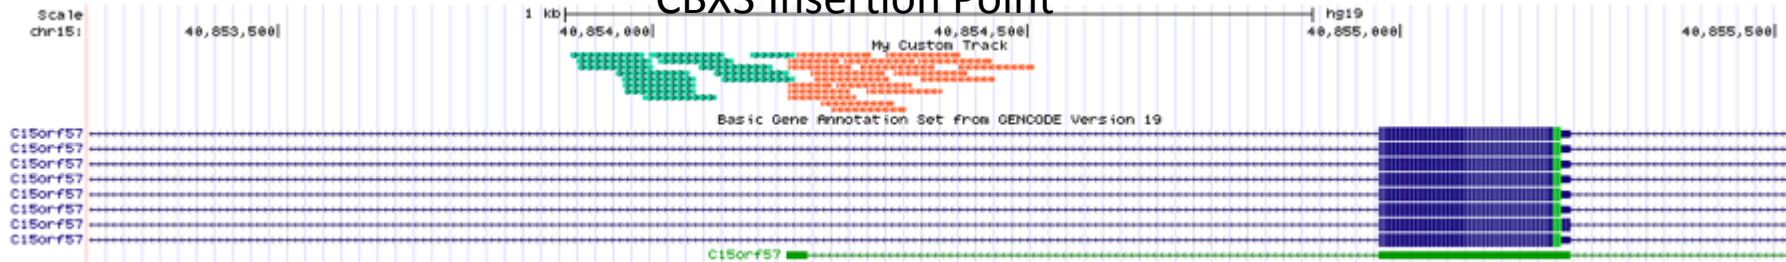 CBX3 Insertion Point
Scale 1 kb hg19
chr15: 40,853,500 40,854,000 40,854,500 40,855,000 40,855,500
My Custom Track
Basic Gene Annotation Set from GENCODE Version 19
C15orf57
C15orf57
C15orf57
C15orf57
C15orf57
C15orf57
C15orf57
C15orf57
C15orf57